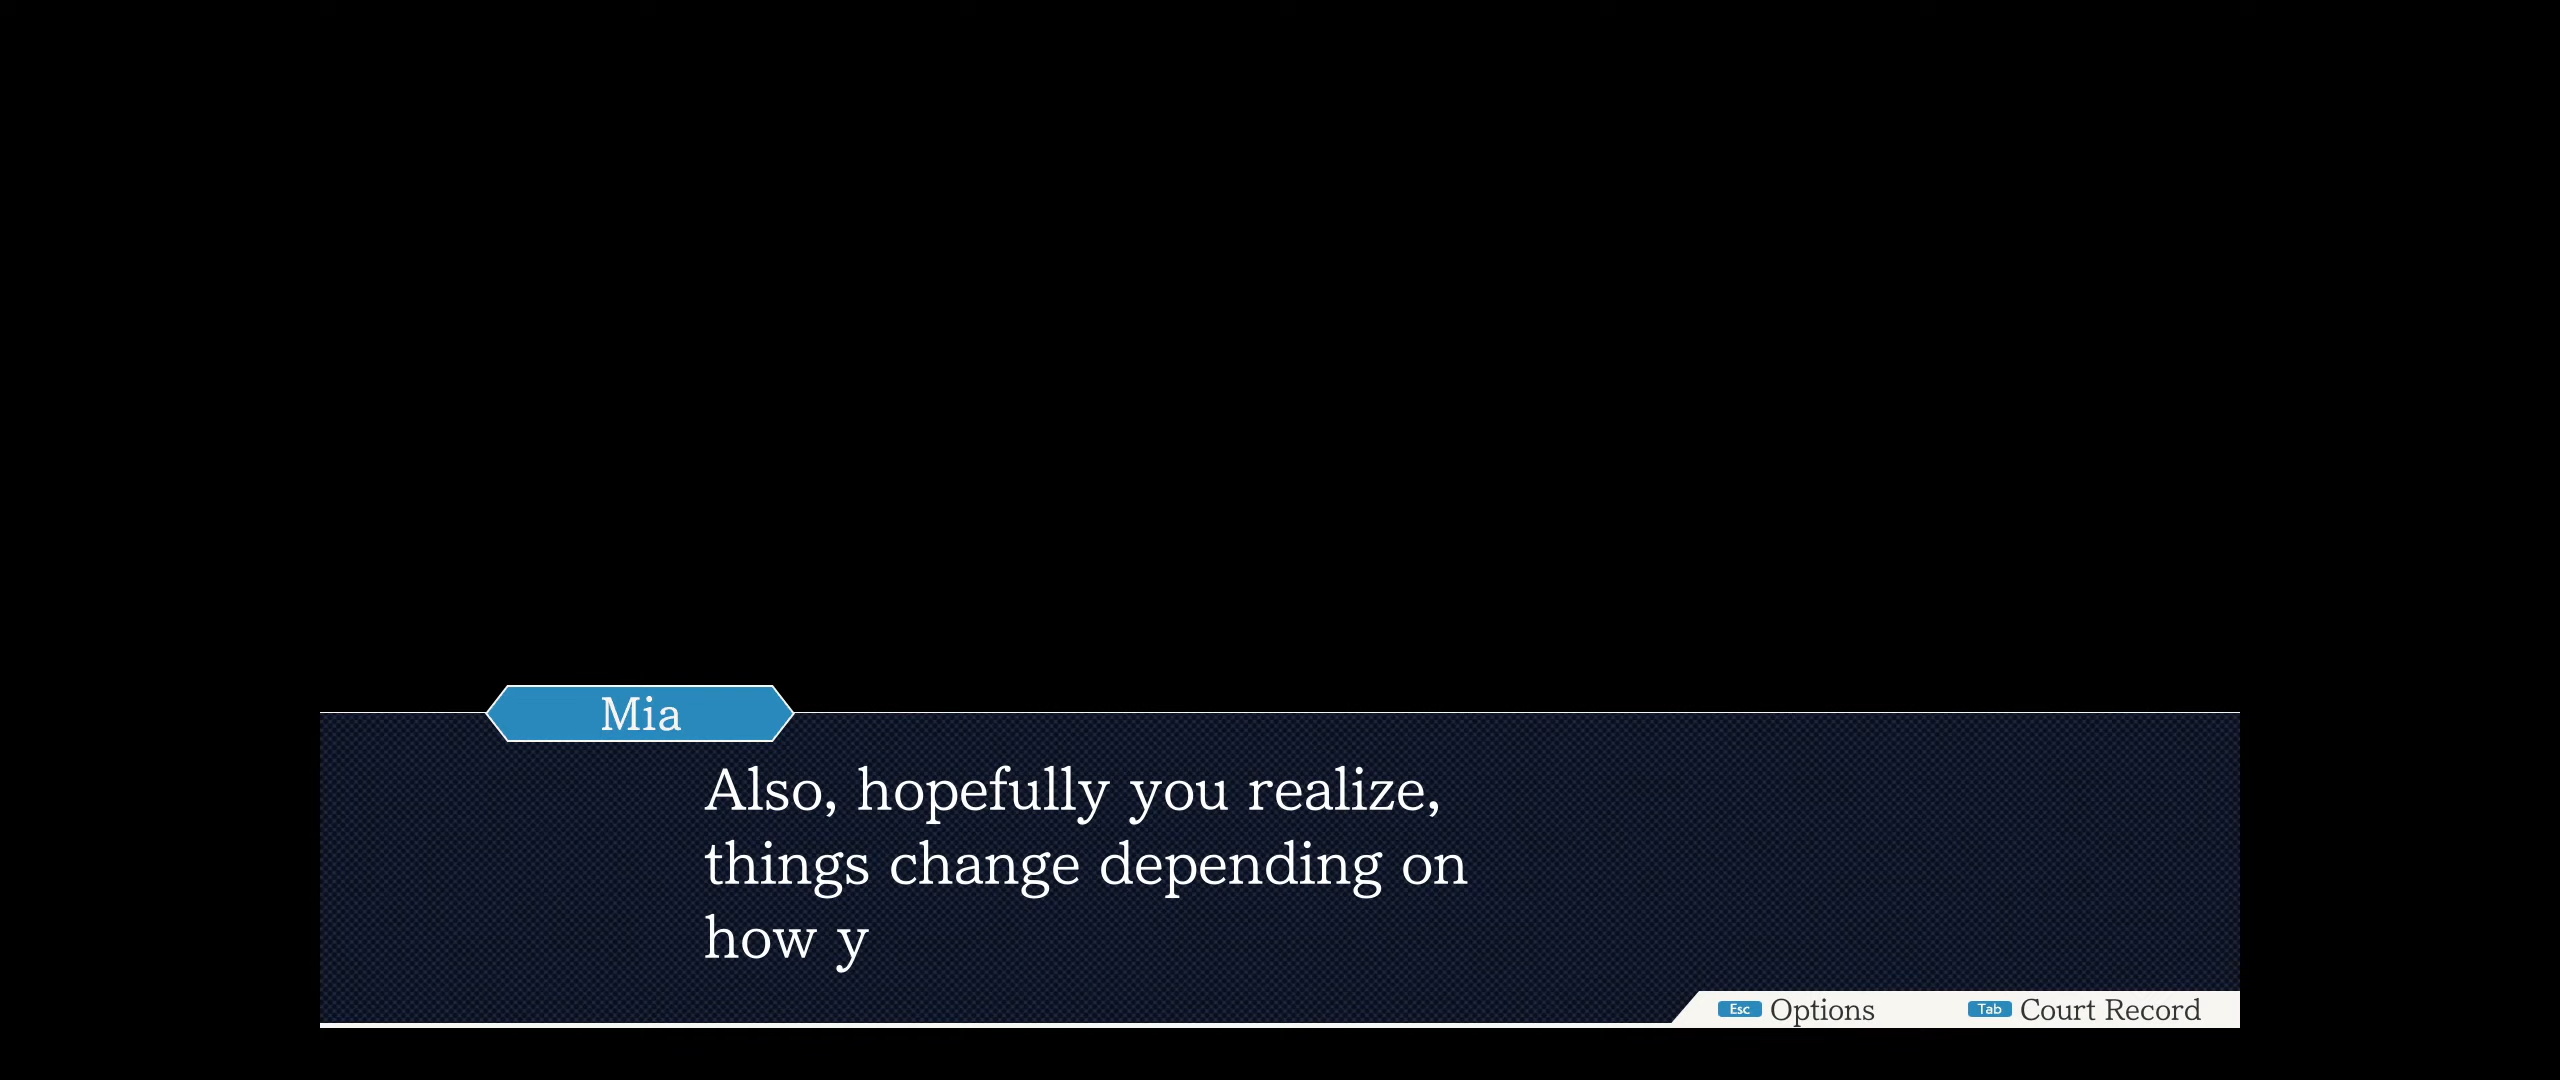 Mia
Also, hopefully you realize,
things change depending on
how y
Esc Options Tab Court Record